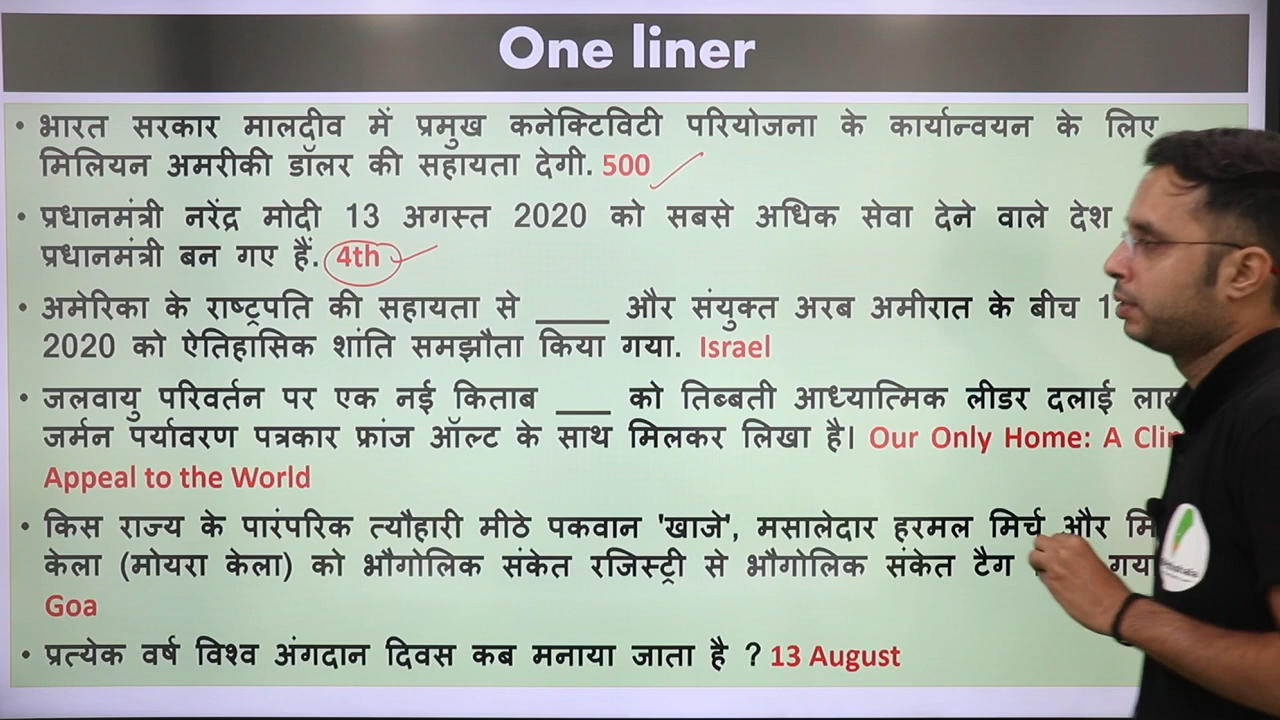 One liner
• भारत सरकार मालदीव में प्रमुख कनेक्टिविटी परियोजना के कार्यान्वयन के लिए
मिलियन अमरीकी डॉलर की सहायता देगी. 500
• प्रधानमंत्री नरेंद्र मोदी 13 अगस्त 2020 को सबसे अधिक सेवा देने वाले देश
प्रधानमंत्री बन गए हैं. 4th
• अमेरिका के राष्ट्रपति की सहायता से ____ और संयुक्त अरब अमीरात के बीच
2020 को ऐतिहासिक शांति समझौता किया गया. Israel
• जलवायु परिवर्तन पर एक नई किताब ___ को तिब्बती आध्यात्मिक लीडर दलाई
जर्मन पर्यावरण पत्रकार फ्रांज ऑल्ट के साथ मिलकर लिखा है। Our Only Home: A
Appeal to the World
• किस राज्य के पारंपरिक त्यौहारी मीठे पकवान 'खाजे', मसालेदार हरमल मिर्च और
केला (मोयरा केला) को भौगोलिक संकेत रजिस्ट्री से भौगोलिक संकेत टैग
Goa
• प्रत्येक वर्ष विश्व अंगदान दिवस कब मनाया जाता है ? 13 August